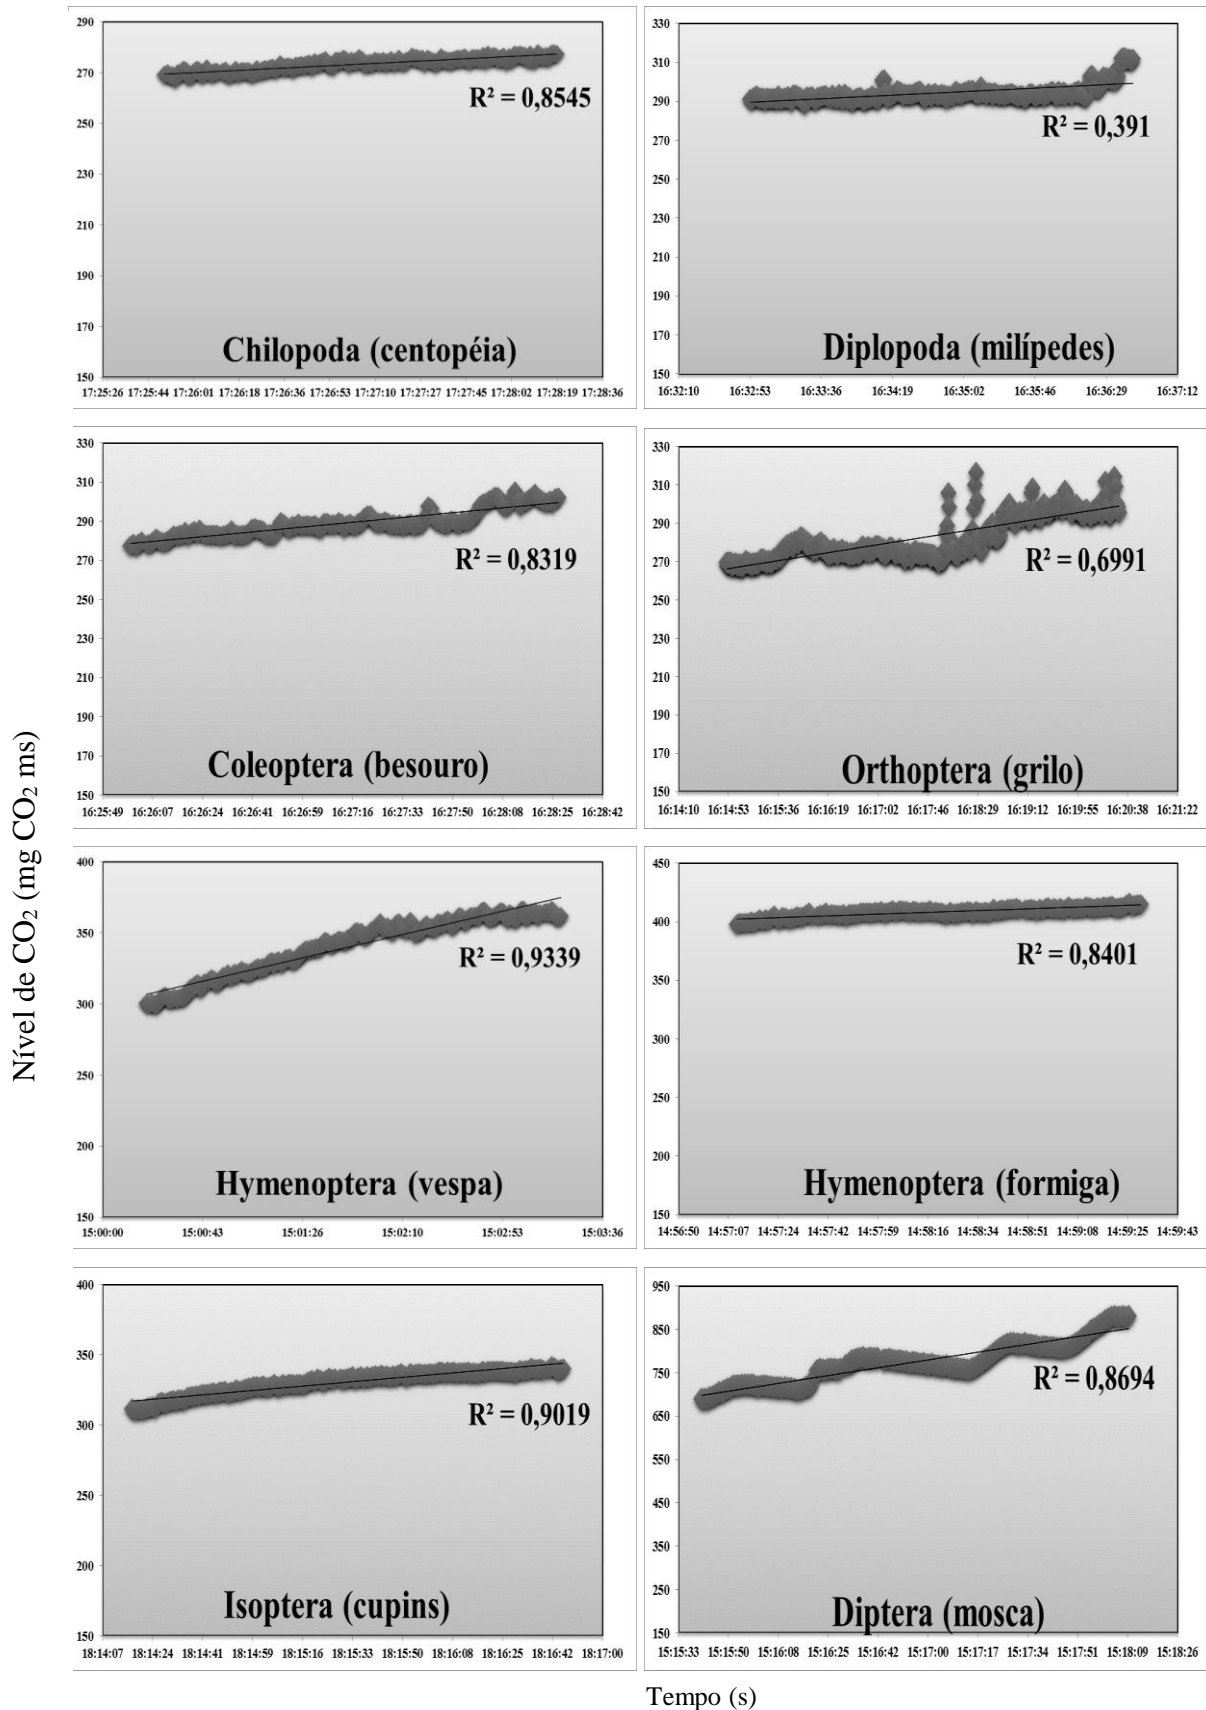 290
270
250
230
210
190
170
150
R² = 0,8545
Chilopoda (centopéia)
17:25:26 17:25:44 17:26:01 17:26:18 17:26:36 17:26:53 17:27:10 17:27:27 17:27:45 17:28:02 17:28:19 17:28:36
330
310
290
270
250
230
210
190
170
150
R² = 0,391
Diplopoda (milípedes)
16:32:10 16:32:53 16:33:36 16:34:19 16:35:02 16:35:46 16:36:29 16:37:12
330
310
290
270
250
230
210
190
170
150
R² = 0,8319
Coleoptera (besouro)
16:25:49 16:26:07 16:26:24 16:26:41 16:26:59 16:27:16 16:27:33 16:27:50 16:28:08 16:28:25 16:28:42
330
310
290
270
250
230
210
190
170
150
R² = 0,6991
Orthoptera (grilo)
16:14:10 16:14:53 16:15:36 16:16:19 16:17:02 16:17:46 16:18:29 16:19:12 16:19:55 16:20:38 16:21:22
Nível de CO₂ (mg CO₂ ms)
400
350
300
250
200
150
R² = 0,9339
Hymenoptera (vespa)
15:00:00 15:00:43 15:01:26 15:02:10 15:02:53 15:03:36
450
400
350
300
250
200
150
R² = 0,8401
Hymenoptera (formiga)
14:56:50 14:57:07 14:57:24 14:57:42 14:57:59 14:58:16 14:58:34 14:58:51 14:59:08 14:59:25 14:59:43
400
350
300
250
200
150
R² = 0,9019
Isoptera (cupins)
18:14:07 18:14:24 18:14:41 18:14:59 18:15:16 18:15:33 18:15:50 18:16:08 18:16:25 18:16:42 18:17:00
950
850
750
650
550
450
350
250
150
R² = 0,8694
Diptera (mosca)
15:15:33 15:15:50 15:16:08 15:16:25 15:16:42 15:17:00 15:17:17 15:17:34 15:17:51 15:18:09 15:18:26
Tempo (s)